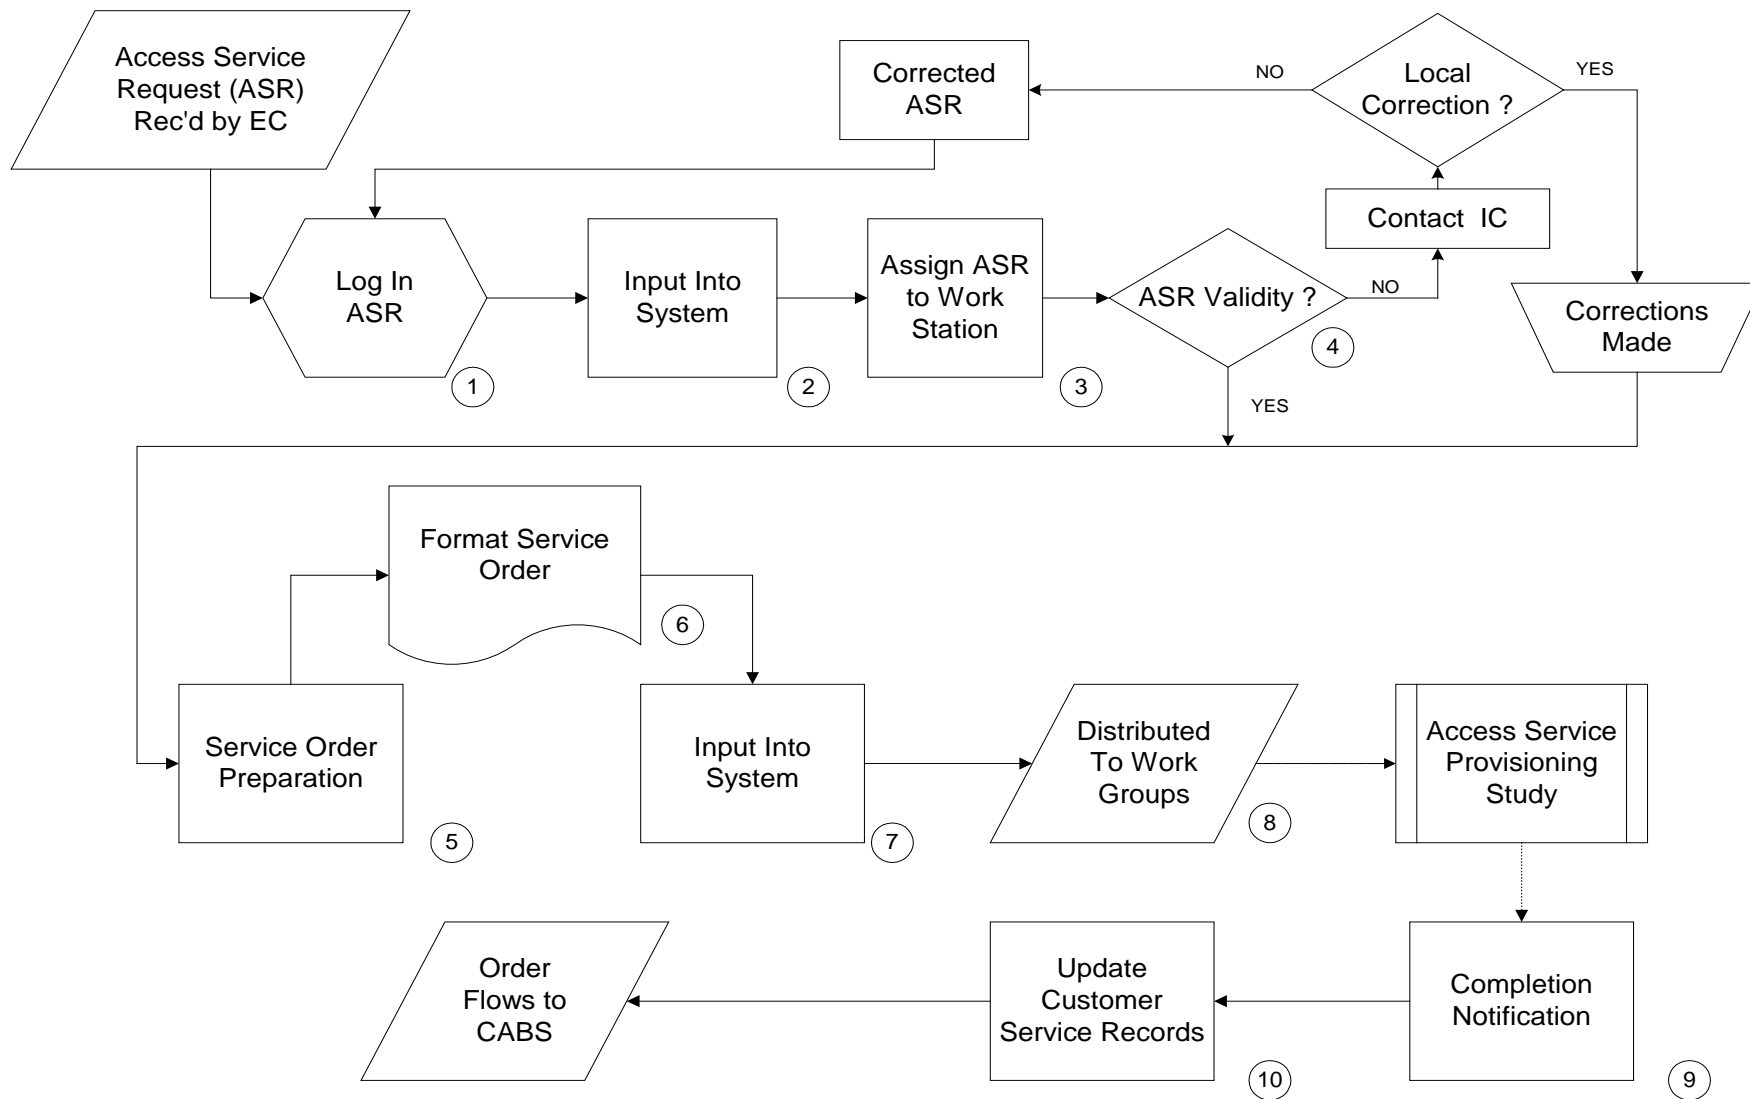 Access Service
Request (ASR)
Rec'd by EC
Corrected
ASR
NO
Local
Correction ?
YES
Contact IC
Log In
ASR
1
Input Into
System
2
Assign ASR
to Work
Station
3
ASR Validity ?
NO
4
YES
Corrections
Made
Format Service
Order
6
Service Order
Preparation
5
Input Into
System
7
Distributed
To Work
Groups
8
Access Service
Provisioning
Study
Order
Flows to
CABS
Update
Customer
Service Records
10
Completion
Notification
9